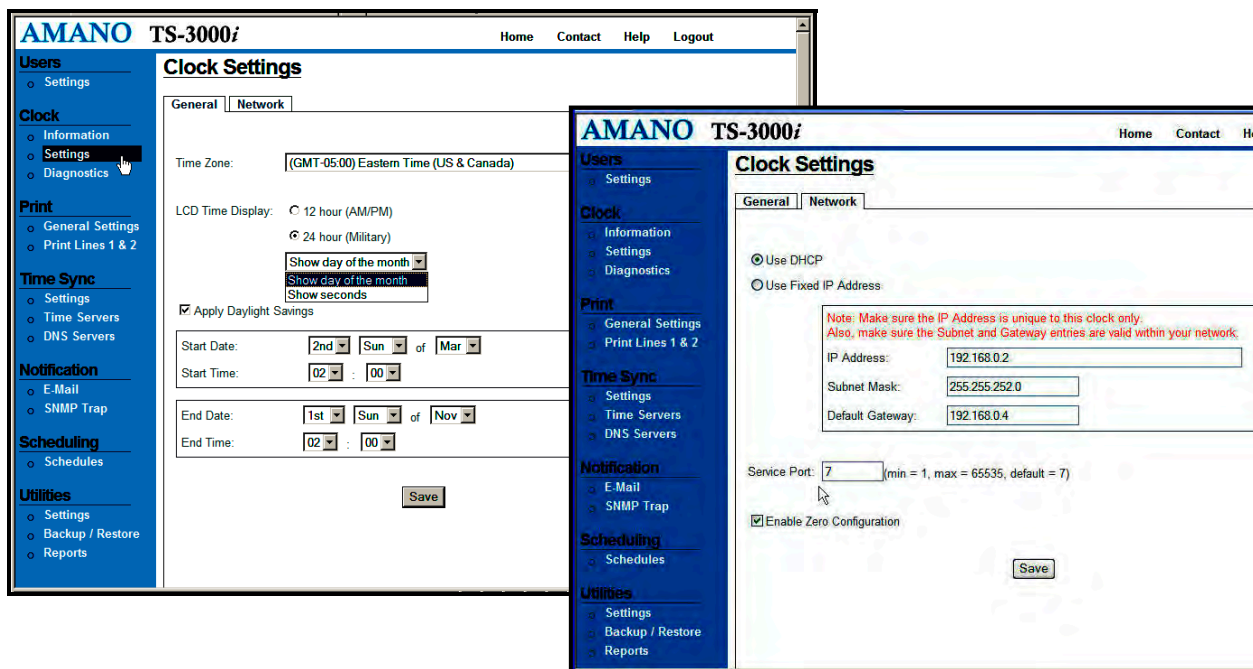 AMANO TS-3000i
Home Contact Help Logout
Users
Settings
Clock
Information
Settings
Diagnostics
Print
General Settings
Print Lines 1 & 2
Time Sync
Settings
Time Servers
DNS Servers
Notification
E-Mail
SNMP Trap
Scheduling
Schedules
Utilities
Settings
Backup / Restore
Reports
Clock Settings
General Network
Time Zone: (GMT-05:00) Eastern Time (US & Canada)
LCD Time Display: 12 hour (AM/PM)
24 hour (Military)
Show day of the month
Show day of the month
Show seconds
Apply Daylight Savings
Start Date: 2nd Sun of Mar
Start Time: 02 : 00
End Date: 1st Sun of Nov
End Time: 02 : 00
Save
AMANO TS-3000i
Home Contact
Users
Settings
Clock
Information
Settings
Diagnostics
Print
General Settings
Print Lines 1 & 2
Time Sync
Settings
Time Servers
DNS Servers
Notification
E-Mail
SNMP Trap
Scheduling
Schedules
Utilities
Settings
Backup / Restore
Reports
Clock Settings
General Network
Use DHCP
Use Fixed IP Address
Note: Make sure the IP Address is unique to this clock only.
Also, make sure the Subnet and Gateway entries are valid within your network.
IP Address: 192.168.0.2
Subnet Mask: 255.255.252.0
Default Gateway: 192.168.0.4
Service Port: 7 (min = 1, max = 65535, default = 7)
Enable Zero Configuration
Save